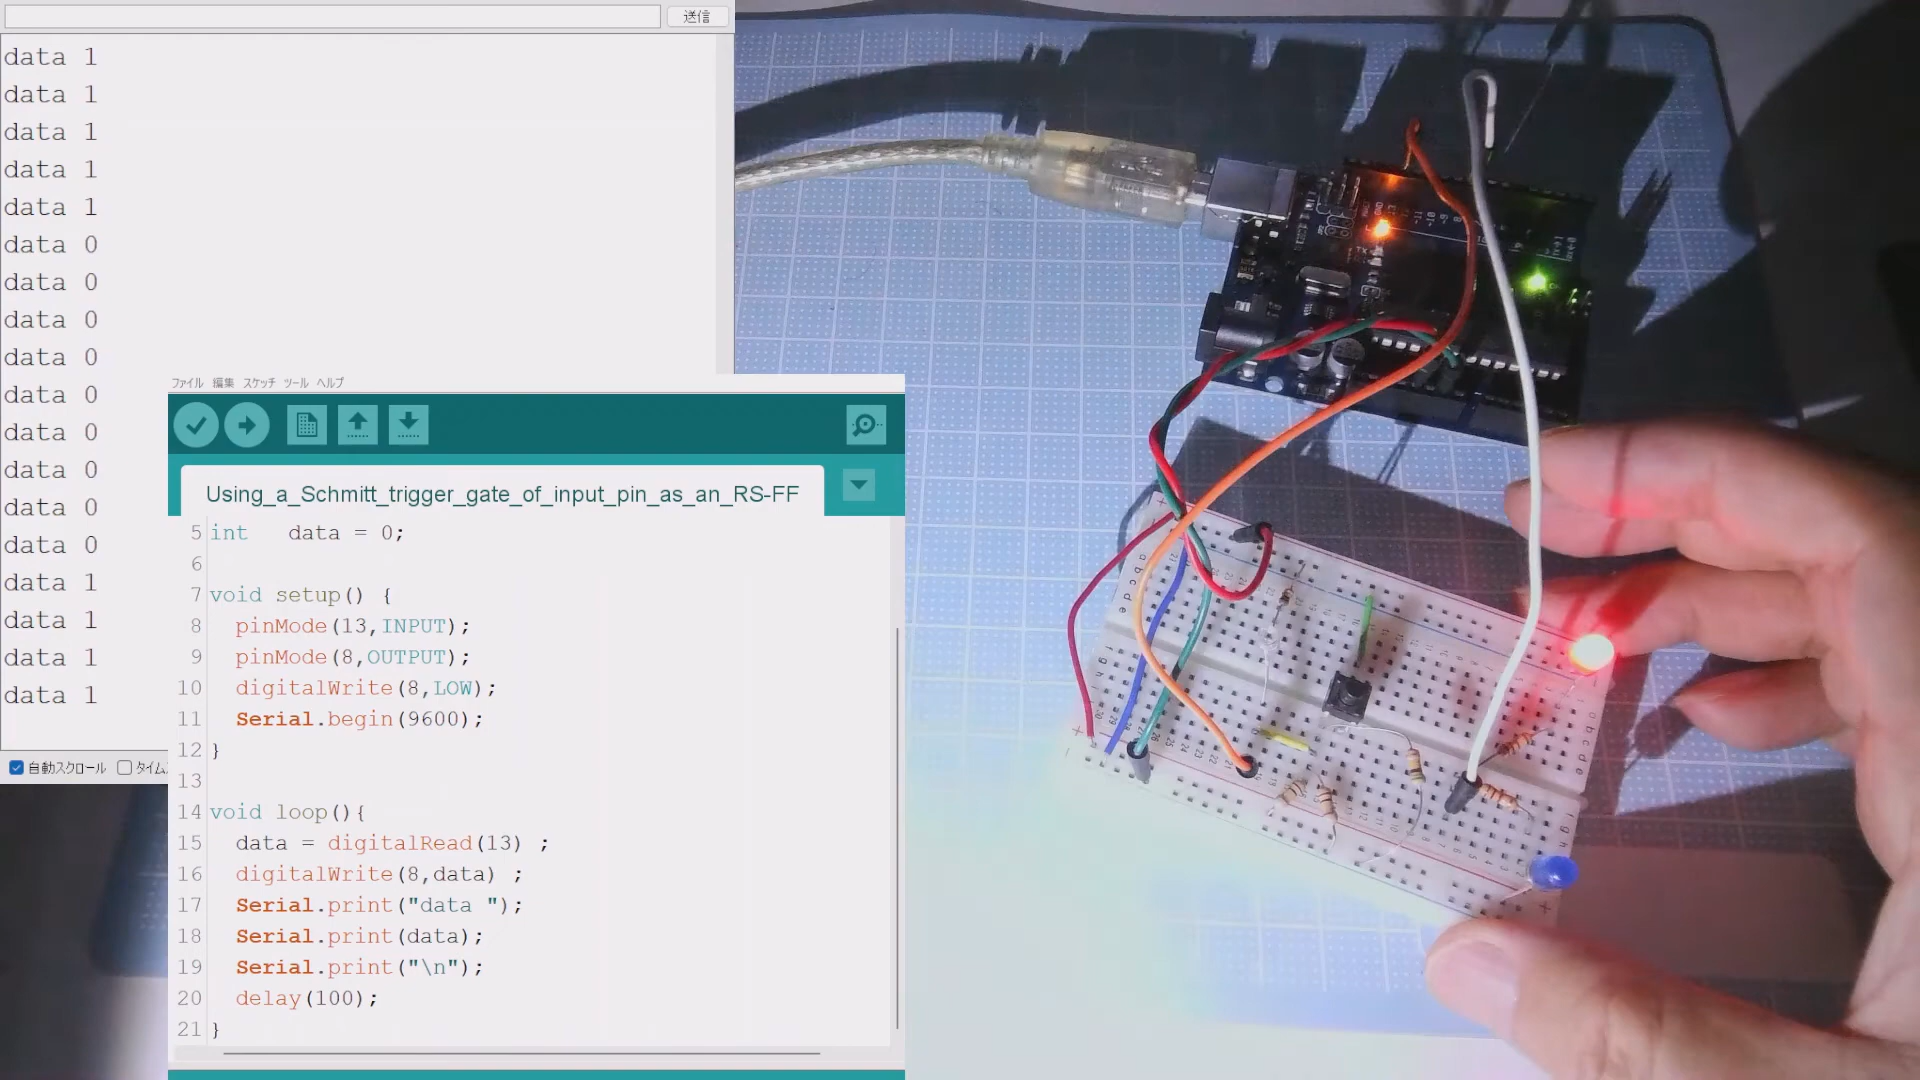 送信
data 1
data 1
data 1
data 1
data 1
data 0
data 0
data 0
data 0
data 0
data 0
data 0
data 0
data 0
data 1
data 1
data 1
data 1
自動スクロール
ファイル 編集 スケッチ ツール ヘルプ
Using_a_Schmitt_trigger_gate_of_input_pin_as_an_RS-FF
5 int data = 0;
6
7 void setup() {
8 pinMode(13,INPUT);
9 pinMode(8,OUTPUT);
10 digitalWrite(8,LOW);
11 Serial.begin(9600);
12 }
13
14 void loop(){
15 data = digitalRead(13) ;
16 digitalWrite(8,data) ;
17 Serial.print("data ");
18 Serial.print(data);
19 Serial.print("\n");
20 delay(100);
21 }